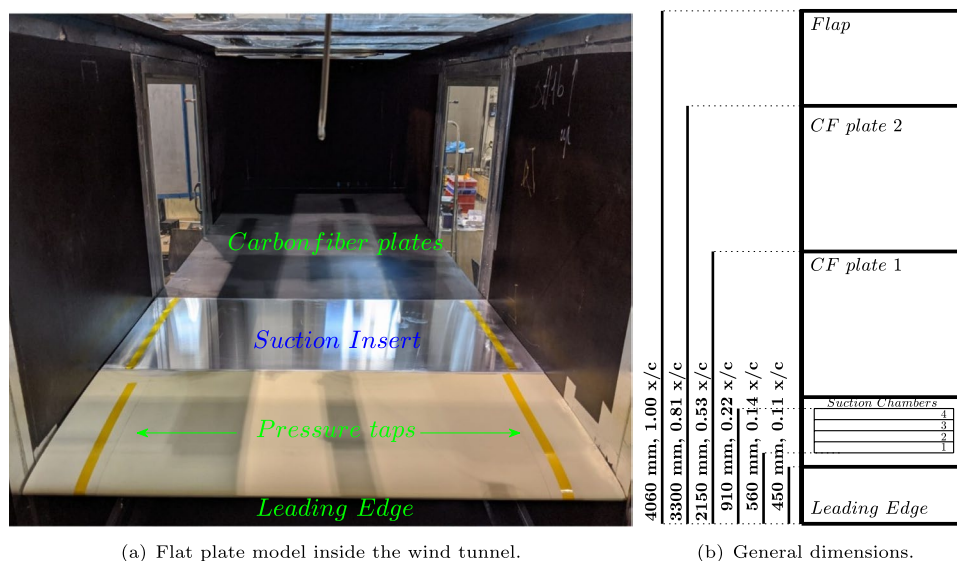 Carbonfiber plates
Suction Insert
Pressure taps
Leading Edge
(a) Flat plate model inside the wind tunnel.
Flap
CF plate 2
CF plate 1
Suction Chambers
4
3
2
1
Leading Edge
4060 mm, 1.00 x/c
3300 mm, 0.81 x/c
2150 mm, 0.53 x/c
910 mm, 0.22 x/c
560 mm, 0.14 x/c
450 mm, 0.11 x/c
(b) General dimensions.